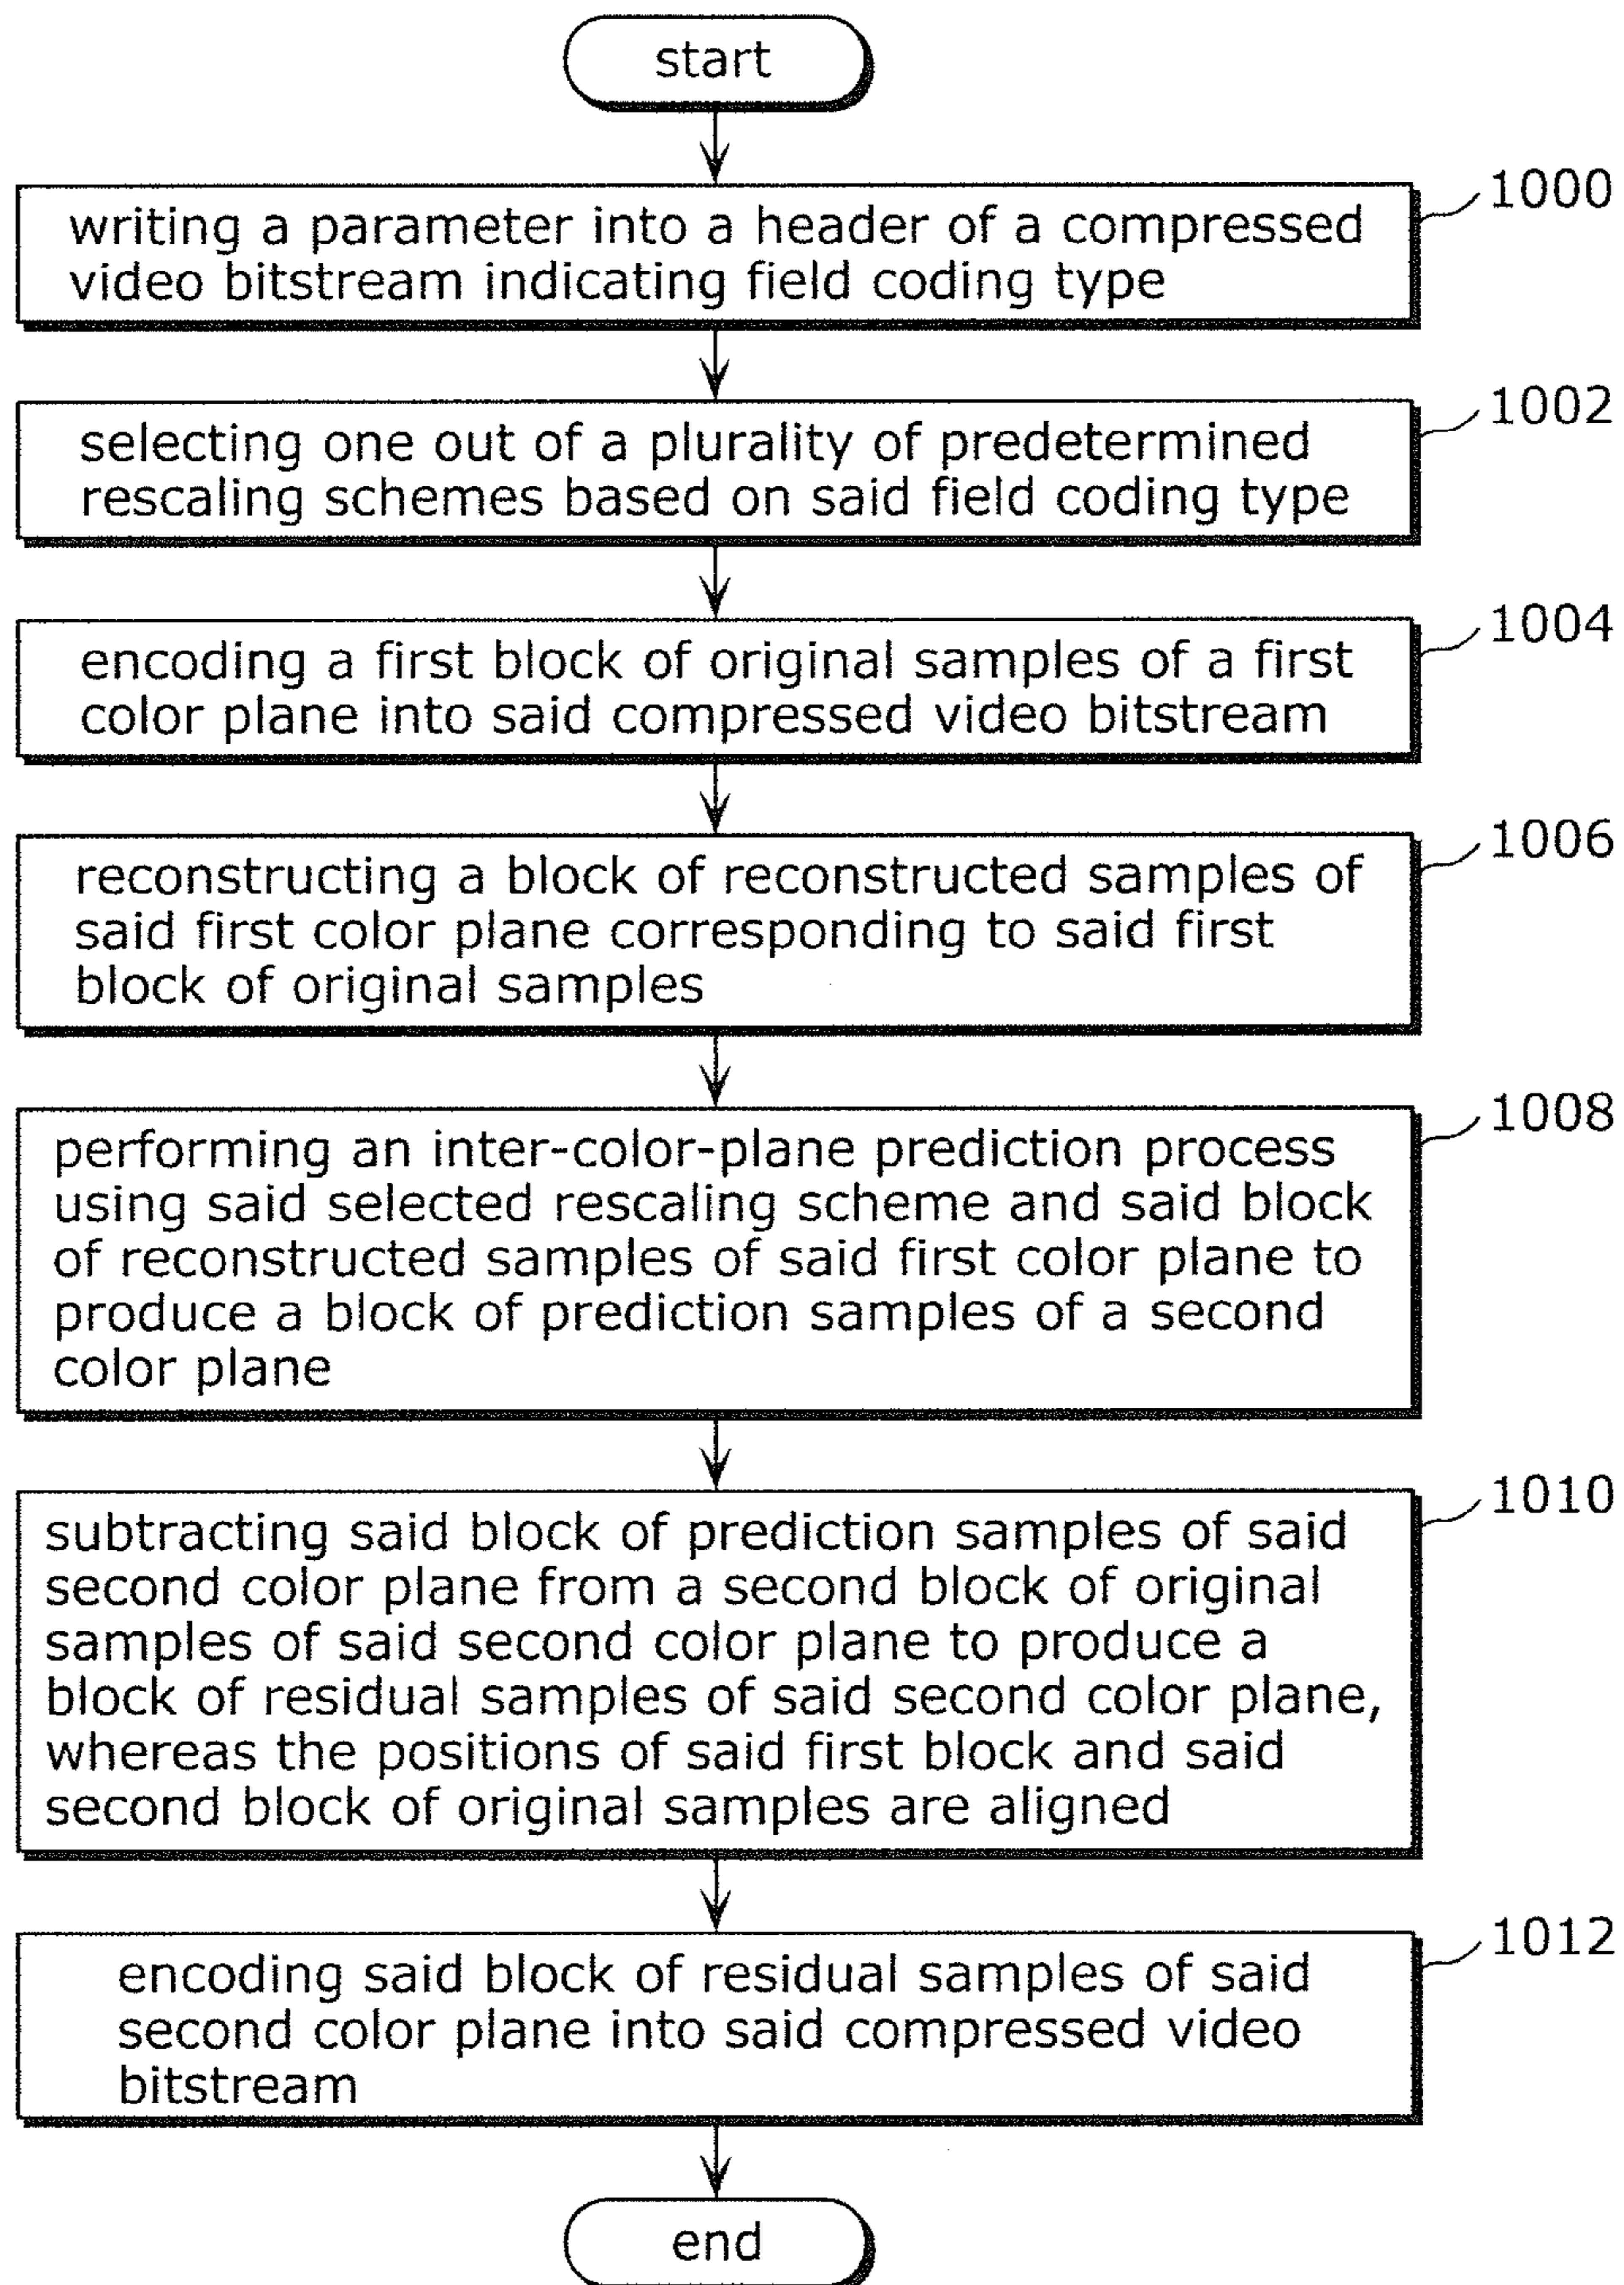 start
1000
writing a parameter into a header of a compressed
video bitstream indicating field coding type
1002
selecting one out of a plurality of predetermined
rescaling schemes based on said field coding type
1004
encoding a first block of original samples of a first
color plane into said compressed video bitstream
1006
reconstructing a block of reconstructed samples of
said first color plane corresponding to said first
block of original samples
1008
performing an inter-color-plane prediction process
using said selected rescaling scheme and said block
of reconstructed samples of said first color plane to
produce a block of prediction samples of a second
color plane
1010
subtracting said block of prediction samples of said
second color plane from a second block of original
samples of said second color plane to produce a
block of residual samples of said second color plane,
whereas the positions of said first block and said
second block of original samples are aligned
1012
encoding said block of residual samples of said
second color plane into said compressed video
bitstream
end